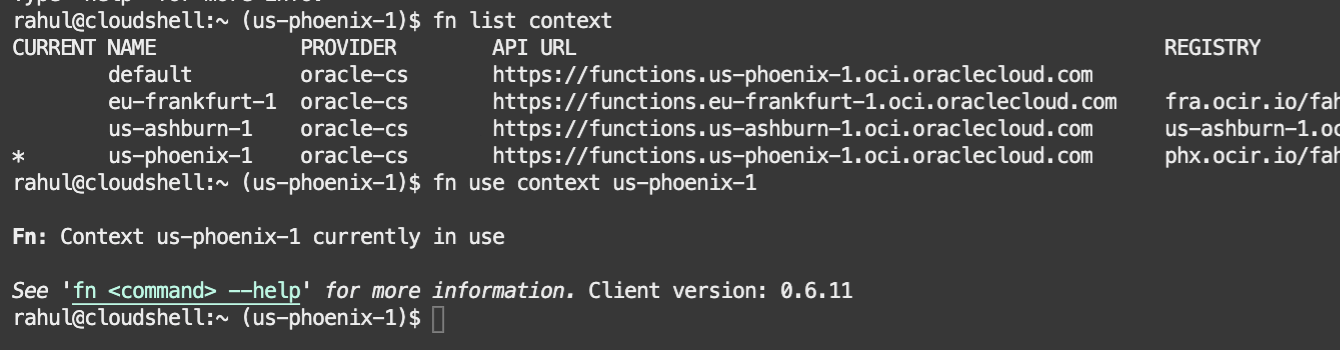 rahul@cloudshell:~ (us-phoenix-1)$ fn list context
CURRENT NAME PROVIDER API URL REGISTRY
default oracle-cs https://functions.us-phoenix-1.oci.oraclecloud.com
eu-frankfurt-1 oracle-cs https://functions.eu-frankfurt-1.oci.oraclecloud.com fra.ocir.io/fah
us-ashburn-1 oracle-cs https://functions.us-ashburn-1.oci.oraclecloud.com us-ashburn-1.oc
* us-phoenix-1 oracle-cs https://functions.us-phoenix-1.oci.oraclecloud.com phx.ocir.io/fah
rahul@cloudshell:~ (us-phoenix-1)$ fn use context us-phoenix-1
Fn: Context us-phoenix-1 currently in use
See 'fn <command> --help' for more information. Client version: 0.6.11
rahul@cloudshell:~ (us-phoenix-1)$